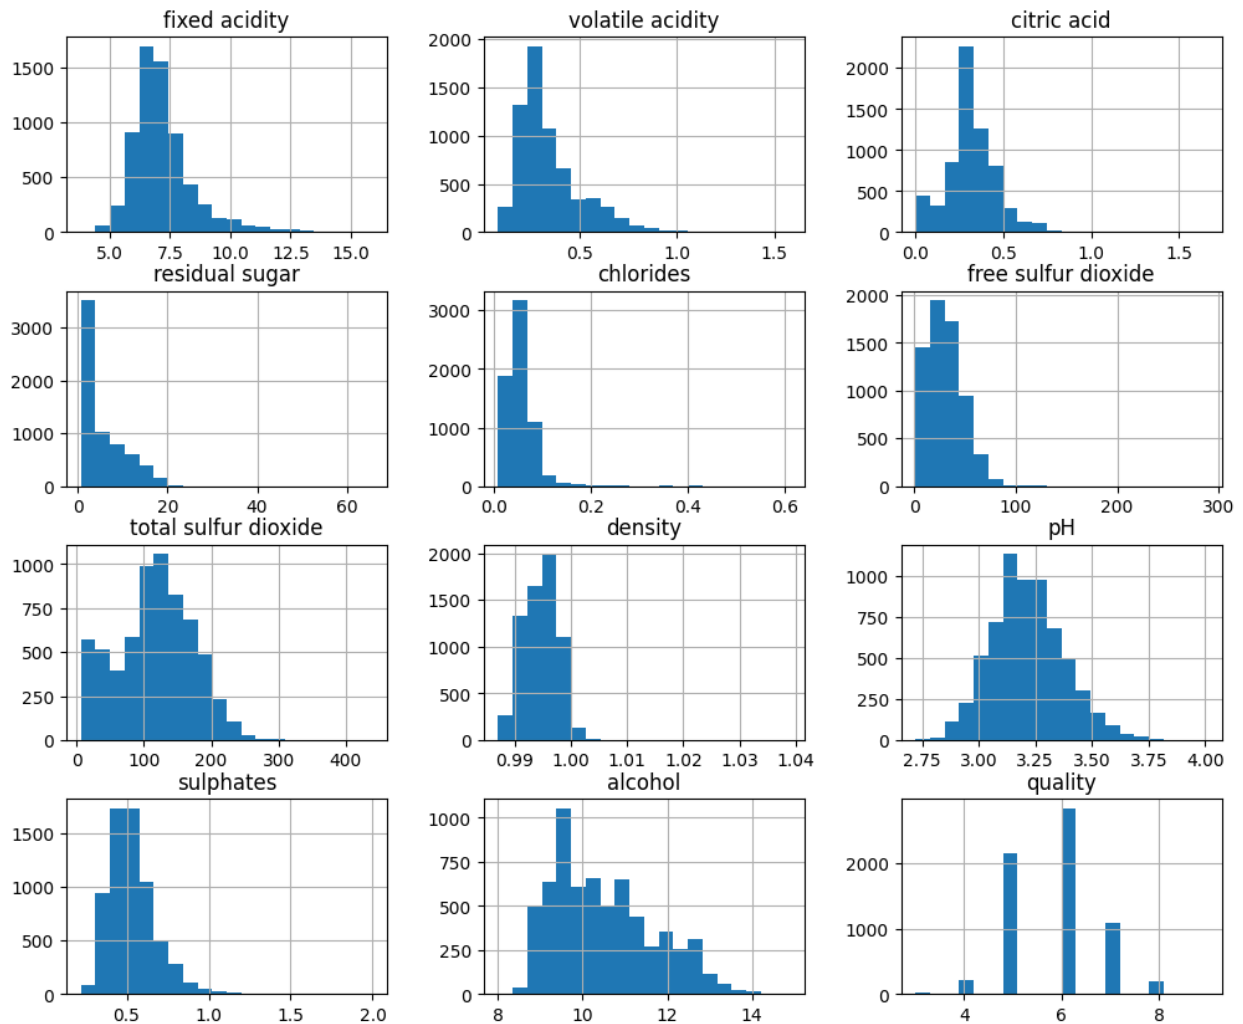 fixed acidity
1500
1000
500
0
5.0 7.5 10.0 12.5 15.0
volatile acidity
2000
1500
1000
500
0
0.5 1.0 1.5
citric acid
2000
1500
1000
500
0
0.0 0.5 1.0 1.5
residual sugar
3000
2000
1000
0
0 20 40 60
chlorides
3000
2000
1000
0
0.0 0.2 0.4 0.6
free sulfur dioxide
2000
1500
1000
500
0
0 100 200 300
total sulfur dioxide
1000
750
500
250
0
0 100 200 300 400
density
2000
1500
1000
500
0
0.99 1.00 1.01 1.02 1.03 1.04
pH
1000
750
500
250
0
2.75 3.00 3.25 3.50 3.75 4.00
sulphates
1500
1000
500
0
0.5 1.0 1.5 2.0
alcohol
1000
750
500
250
0
8 10 12 14
quality
2000
1000
0
4 6 8